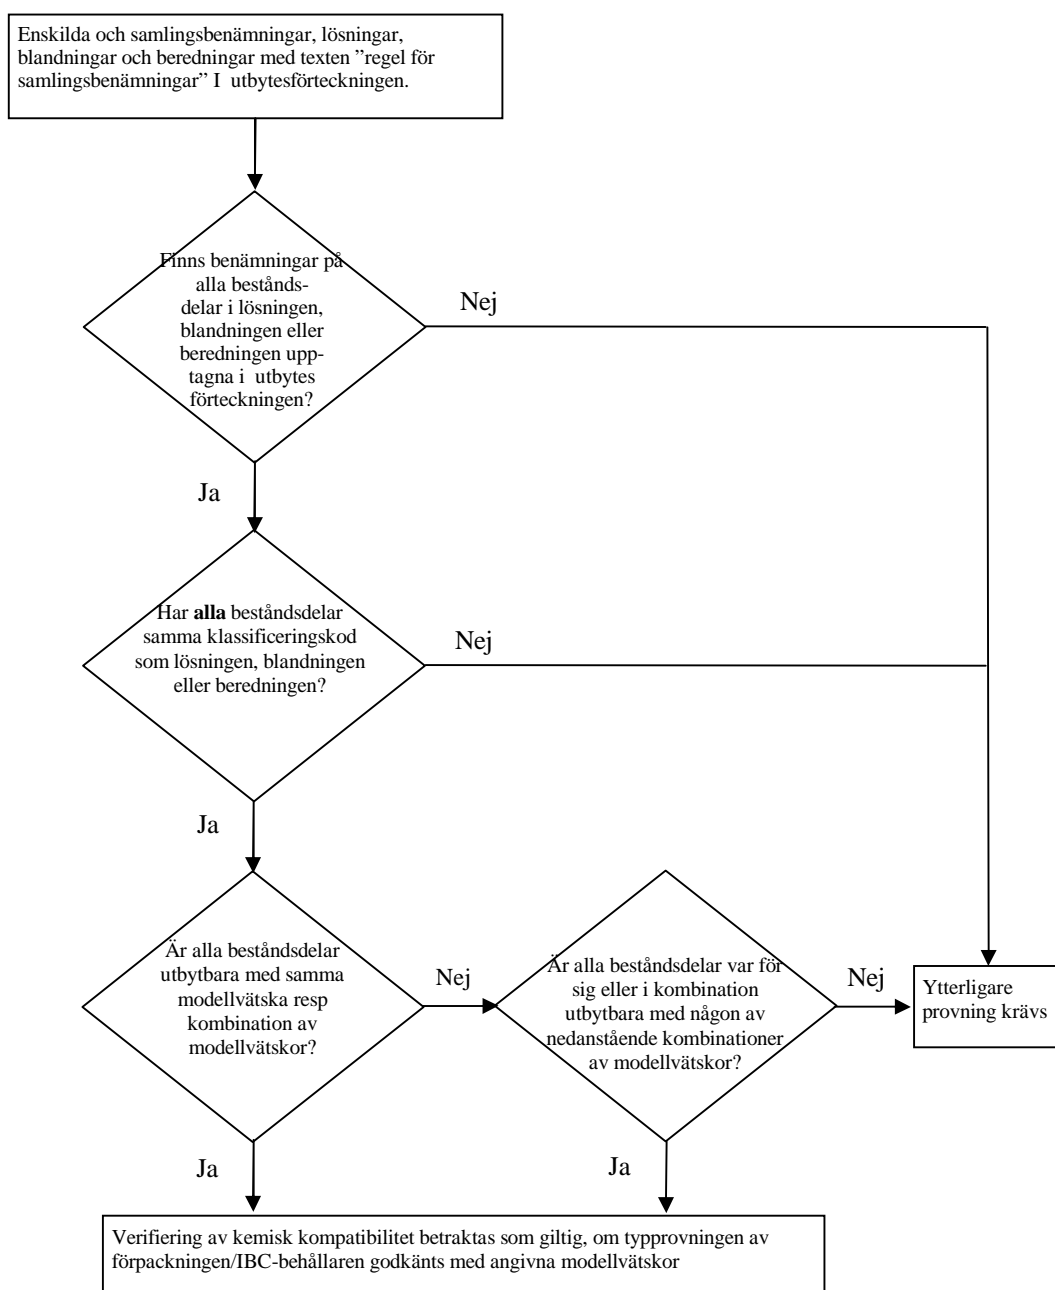 Enskilda och samlingsbenämningar, lösningar,
blandningar och beredningar med texten ”regel för
samlingsbenämningar” I utbytesförteckningen.
Finns benämningar på
alla bestånds-
delar i lösningen,
blandningen eller
beredningen upp-
tagna i utbytes
förteckningen?
Nej
Ja
Har alla beståndsdelar
samma klassificeringskod
som lösningen, blandningen
eller beredningen?
Nej
Ja
Är alla beståndsdelar
utbytbara med samma
modellvätska resp
kombination av
modellvätskor?
Nej
Är alla beståndsdelar var för
sig eller i kombination
utbytbara med någon av
nedanstående kombinationer
av modellvätskor?
Nej
Ytterligare
provning krävs
Ja
Ja
Verifiering av kemisk kompatibilitet betraktas som giltig, om typprovningen av
förpackningen/IBC-behållaren godkänts med angivna modellvätskor